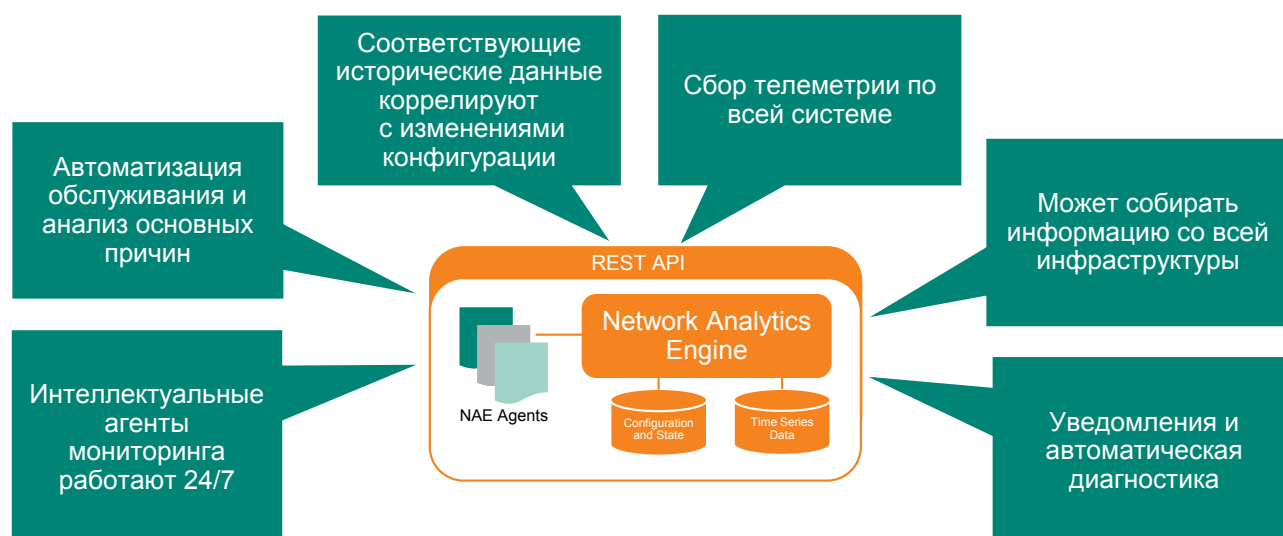 Соответствующие
исторические данные
коррелируют
с изменениями
конфигурации
Сбор телеметрии по
всей системе
Автоматизация
обслуживания и
анализ основных
причин
Может собирать
информацию со всей
инфраструктуры
Интеллектуальные
агенты
мониторинга
работают 24/7
Уведомления и
автоматическая
диагностика
REST API
Network Analytics
Engine
NAE Agents
Configuration
and State
Time Series
Data